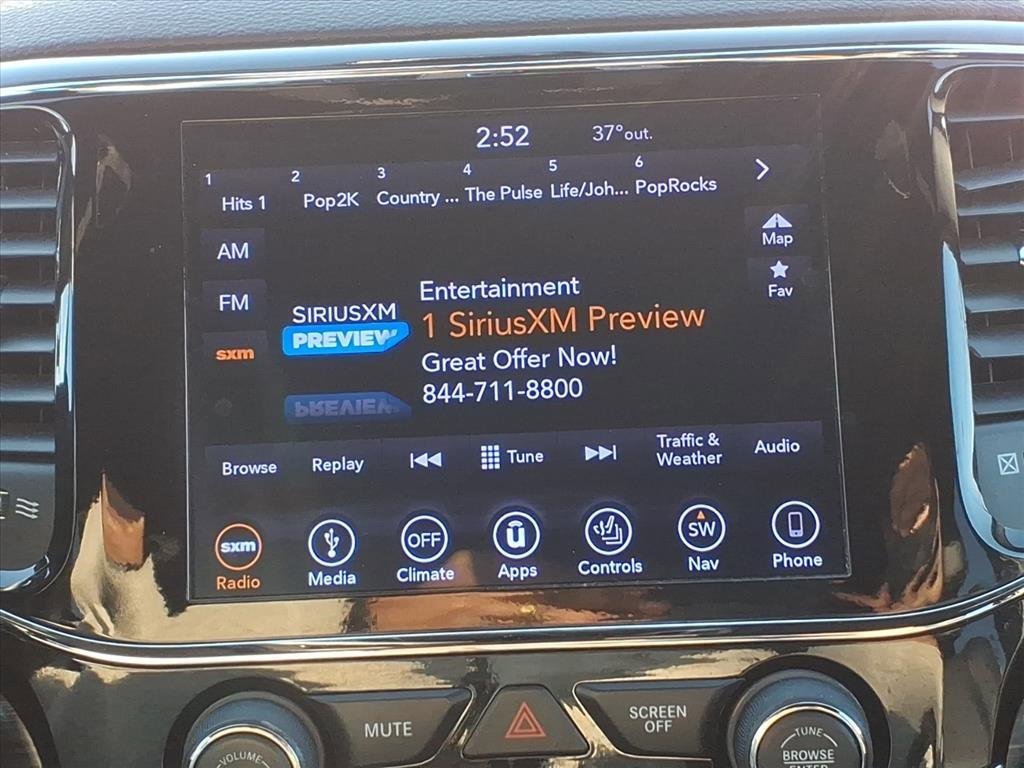 2:52
37° out.
1 Hits 1
2 Pop2K
3 Country ...
4 The Pulse
5 Life/Joh...
6 PopRocks
AM
FM
sxm
Map
Fav
SIRIUSXM
PREVIEW
Entertainment
1 SiriusXM Preview
Great Offer Now!
844-711-8800
Browse
Replay
Tune
Traffic &
Weather
Audio
sxm
Radio
Media
OFF
Climate
Apps
Controls
SW
Nav
Phone
VOLUME
MUTE
SCREEN
OFF
TUNE
BROWSE
ENTER